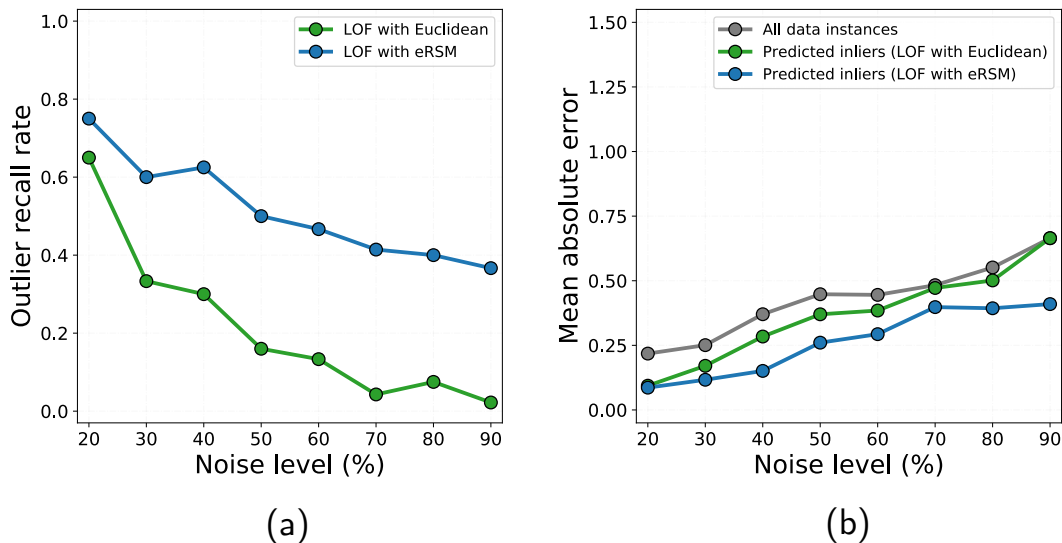 LOF with Euclidean
LOF with eRSM
1.0
0.8
0.6
0.4
0.2
0.0
Outlier recall rate
20 30 40 50 60 70 80 90
Noise level (%)
(a)
All data instances
Predicted inliers (LOF with Euclidean)
Predicted inliers (LOF with eRSM)
1.50
1.25
1.00
0.75
0.50
0.25
0.00
Mean absolute error
20 30 40 50 60 70 80 90
Noise level (%)
(b)